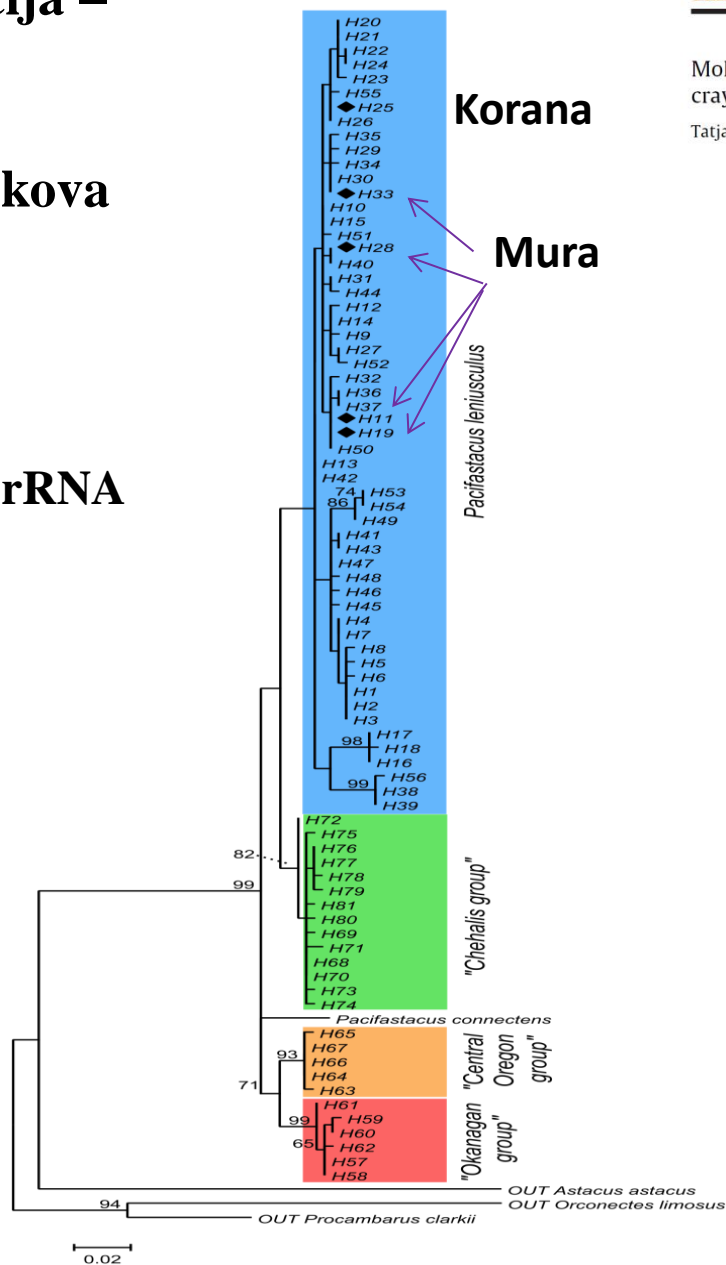 ija –
kova
rRNA
Mol
cray
Tatja
Korana
Mura
H20
H21
H22
H24
H23
H55
H25
H26
H35
H29
H34
H30
H33
H10
H15
H51
H28
H40
H31
H44
H12
H14
H9
H27
H52
H32
H36
H37
H11
H19
H50
H13
H42
74
H53
86
H54
H49
H41
H43
H47
H48
H46
H45
H4
H7
H8
H5
H6
H1
H2
H3
98
H17
H18
H16
99
H56
H38
H39
Pacifastacus leniusculus
H72
H75
H76
82
H77
H78
99
H79
H81
H80
H69
H71
H68
H70
H73
H74
"Chehalis group"
Pacifastacus connectens
H65
H67
93
H66
H64
71
H63
"Central
Oregon
group"
H61
99
H59
H60
65
H62
H57
H58
"Okanagan
group"
OUT Astacus astacus
94
OUT Orconectes limosus
OUT Procambarus clarkii
0.02